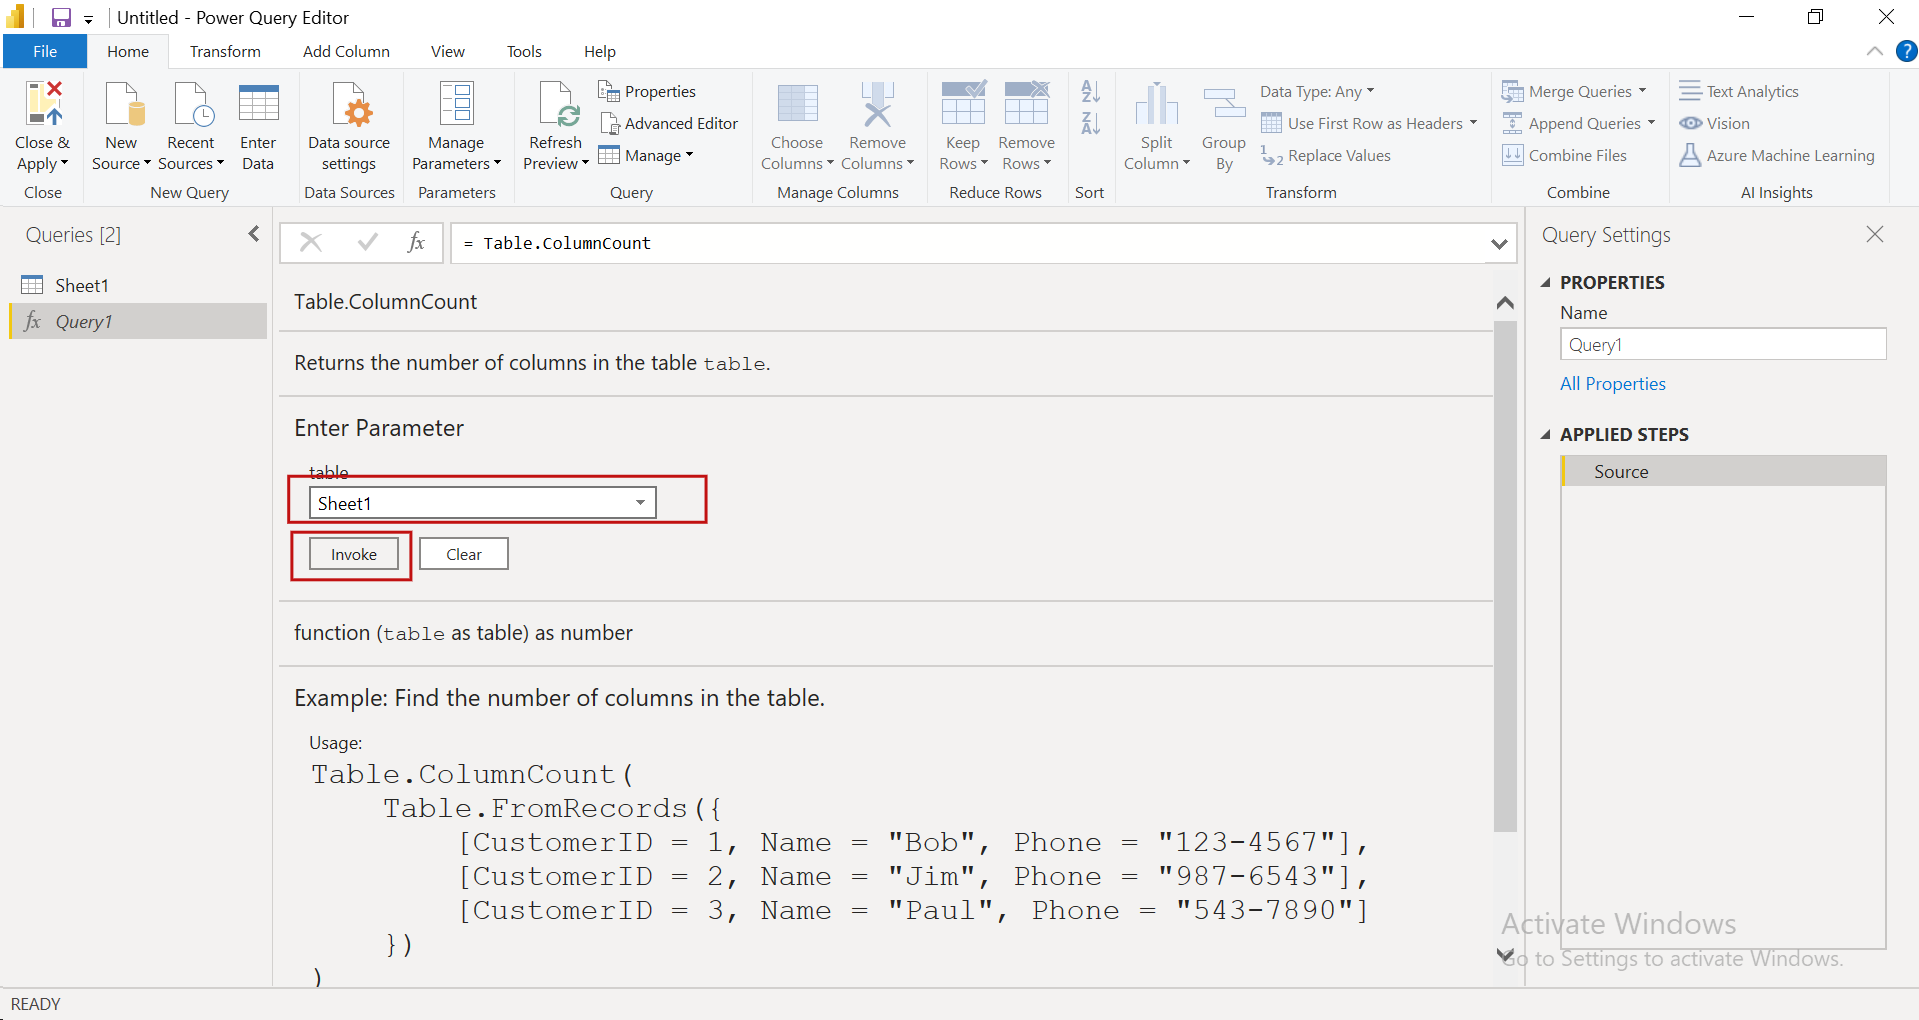 Untitled - Power Query Editor
File Home Transform Add Column View Tools Help
Close & Apply
Close
New Source
Recent Sources
Enter Data
New Query
Data source settings
Data Sources
Manage Parameters
Parameters
Refresh Preview
Properties
Advanced Editor
Manage
Query
Choose Columns
Remove Columns
Manage Columns
Keep Rows
Remove Rows
Reduce Rows
Sort
Split Column
Group By
Data Type: Any
Use First Row as Headers
Replace Values
Transform
Merge Queries
Append Queries
Combine Files
Combine
Text Analytics
Vision
Azure Machine Learning
AI Insights
Queries [2]
Sheet1
fx Query1
fx = Table.ColumnCount
Table.ColumnCount
Returns the number of columns in the table table.
Enter Parameter
table
Sheet1
Invoke Clear
function (table as table) as number
Example: Find the number of columns in the table.
Usage:
Table.ColumnCount(
Table.FromRecords({
[CustomerID = 1, Name = "Bob", Phone = "123-4567"],
[CustomerID = 2, Name = "Jim", Phone = "987-6543"],
[CustomerID = 3, Name = "Paul", Phone = "543-7890"]
})
)
Query Settings
PROPERTIES
Name
Query1
All Properties
APPLIED STEPS
Source
Activate Windows
Go to Settings to activate Windows.
READY